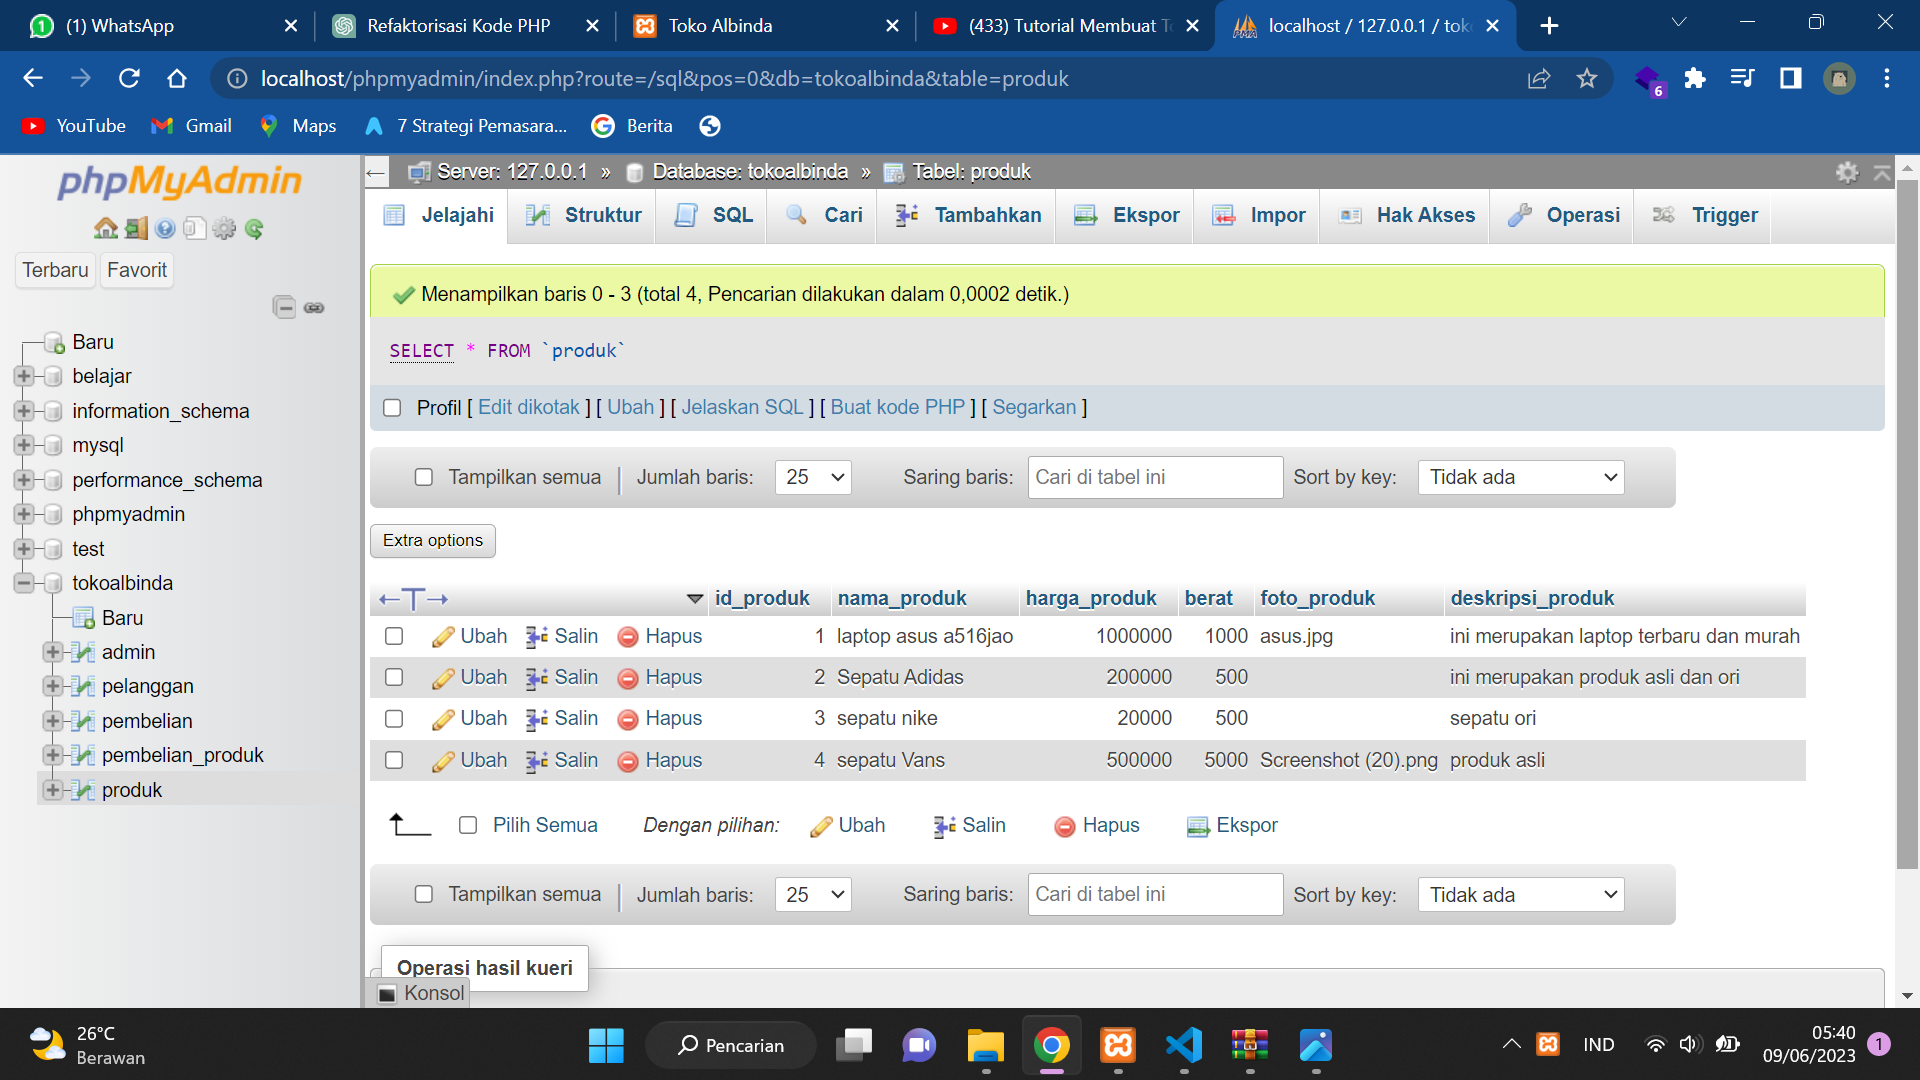 (1) WhatsApp
Refaktorisasi Kode PHP
Toko Albinda
(433) Tutorial Membuat To
localhost / 127.0.0.1 / tok
localhost/phpmyadmin/index.php?route=/sql&pos=0&db=tokoalbinda&table=produk
6
YouTube
Gmail
Maps
7 Strategi Pemasara...
Berita
phpMyAdmin
Terbaru
Favorit
Baru
belajar
information_schema
mysql
performance_schema
phpmyadmin
test
tokoalbinda
Baru
admin
pelanggan
pembelian
pembelian_produk
produk
Server: 127.0.0.1 » Database: tokoalbinda » Tabel: produk
Jelajahi Struktur SQL Cari Tambahkan Ekspor Impor Hak Akses Operasi Trigger
Menampilkan baris 0 - 3 (total 4, Pencarian dilakukan dalam 0,0002 detik.)
SELECT * FROM `produk`
Profil [ Edit dikotak ] [ Ubah ] [ Jelaskan SQL ] [ Buat kode PHP ] [ Segarkan ]
Tampilkan semua | Jumlah baris: 25 Saring baris: Cari di tabel ini Sort by key: Tidak ada
Extra options
id_produk nama_produk harga_produk berat foto_produk deskripsi_produk
Ubah Salin Hapus 1 laptop asus a516jao 1000000 1000 asus.jpg ini merupakan laptop terbaru dan murah
Ubah Salin Hapus 2 Sepatu Adidas 200000 500 ini merupakan produk asli dan ori
Ubah Salin Hapus 3 sepatu nike 20000 500 sepatu ori
Ubah Salin Hapus 4 sepatu Vans 500000 5000 Screenshot (20).png produk asli
Pilih Semua Dengan pilihan: Ubah Salin Hapus Ekspor
Tampilkan semua | Jumlah baris: 25 Saring baris: Cari di tabel ini Sort by key: Tidak ada
Operasi hasil kueri
Konsol
26°C
Berawan
Pencarian
IND
05:40
09/06/2023
1